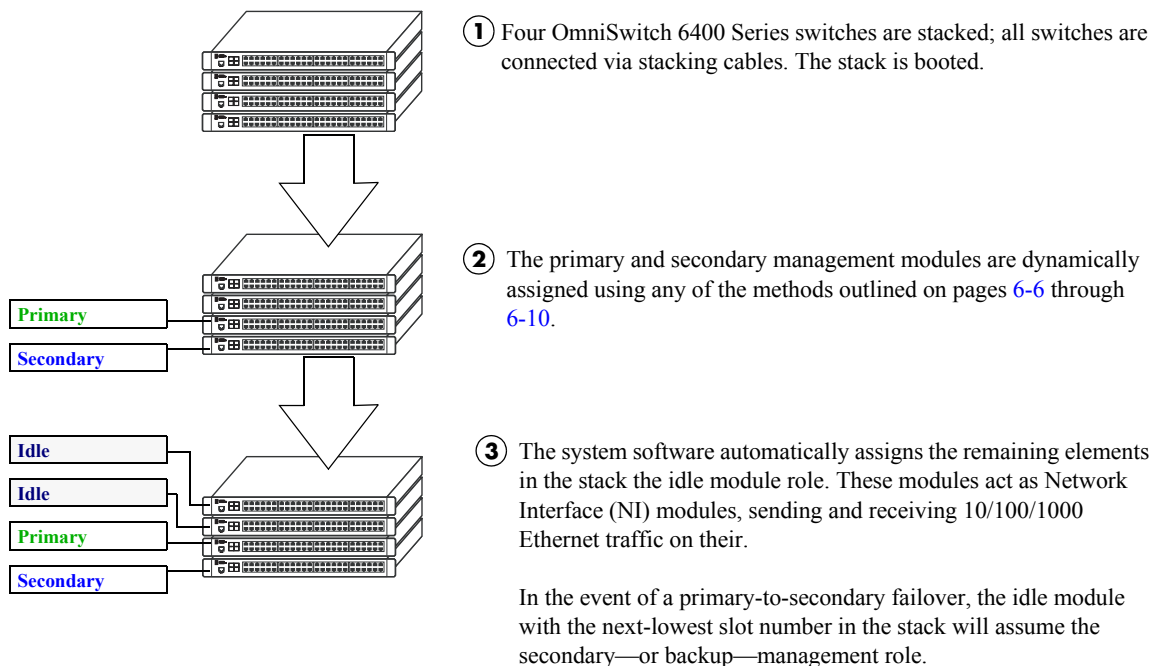 1 Four OmniSwitch 6400 Series switches are stacked; all switches are
connected via stacking cables. The stack is booted.
2 The primary and secondary management modules are dynamically
assigned using any of the methods outlined on pages 6-6 through
6-10.
Primary
Secondary
Idle
Idle
Primary
Secondary
3 The system software automatically assigns the remaining elements
in the stack the idle module role. These modules act as Network
Interface (NI) modules, sending and receiving 10/100/1000
Ethernet traffic on their.
In the event of a primary-to-secondary failover, the idle module
with the next-lowest slot number in the stack will assume the
secondary—or backup—management role.